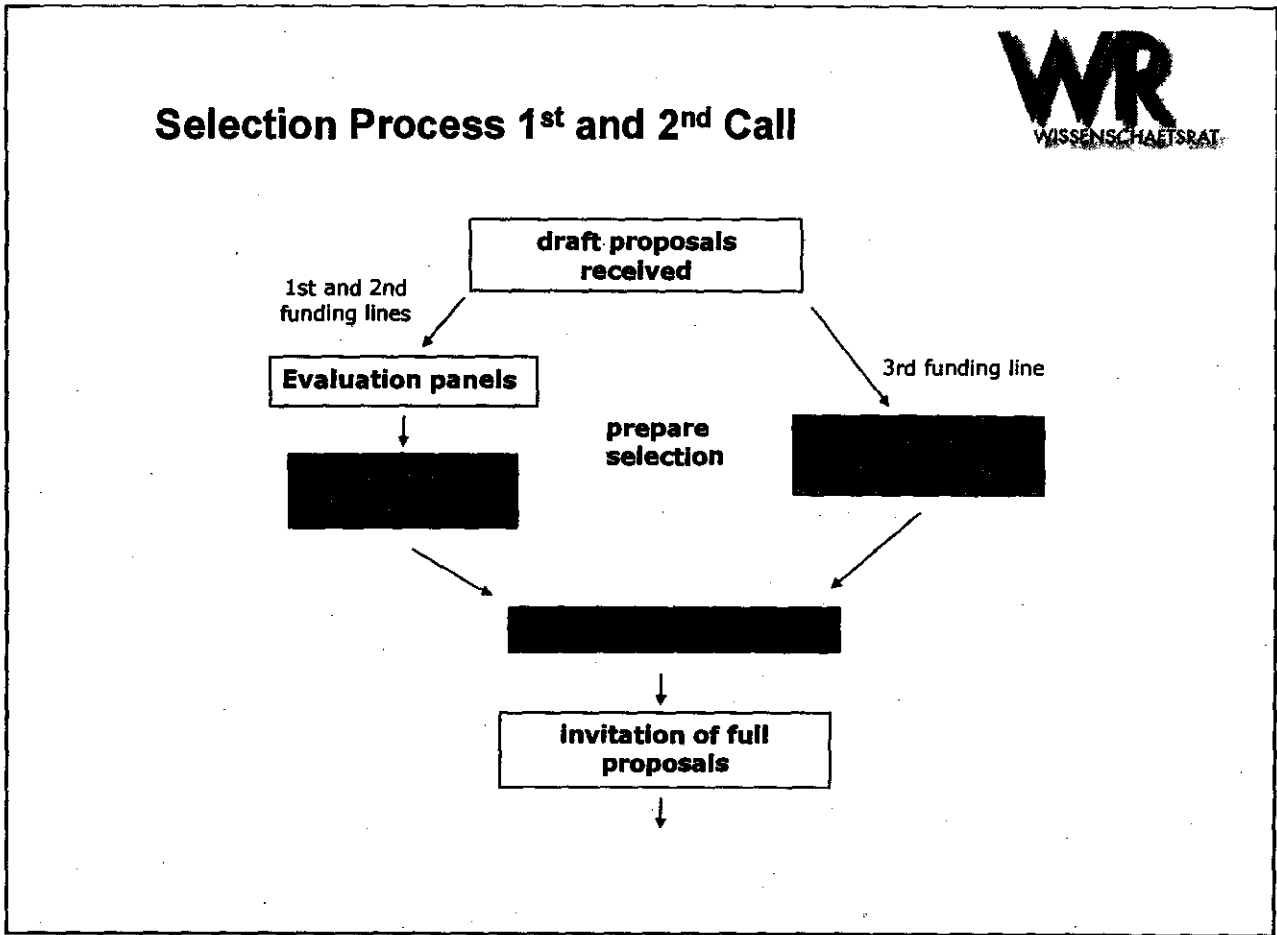 WR
WISSENSCHAFTSRAT
Selection Process 1st and 2nd Call
draft proposals
received
1st and 2nd
funding lines
3rd funding line
Evaluation panels
prepare
selection
invitation of full
proposals